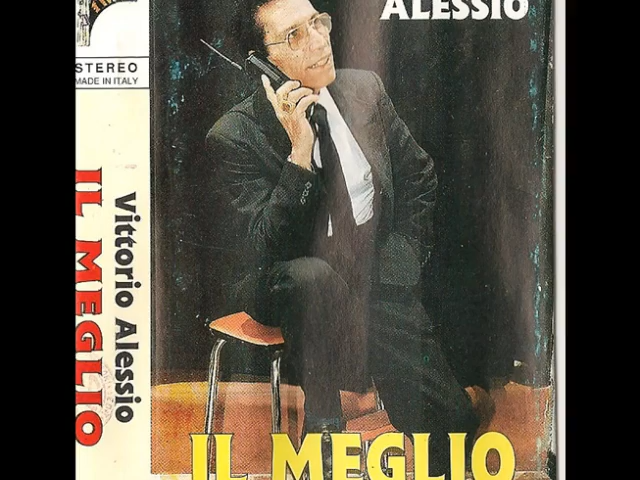 STEREO
MADE IN ITALY
Vittorio Alessio
IL MEGLIO
ALESSIO
IL MEGLIO